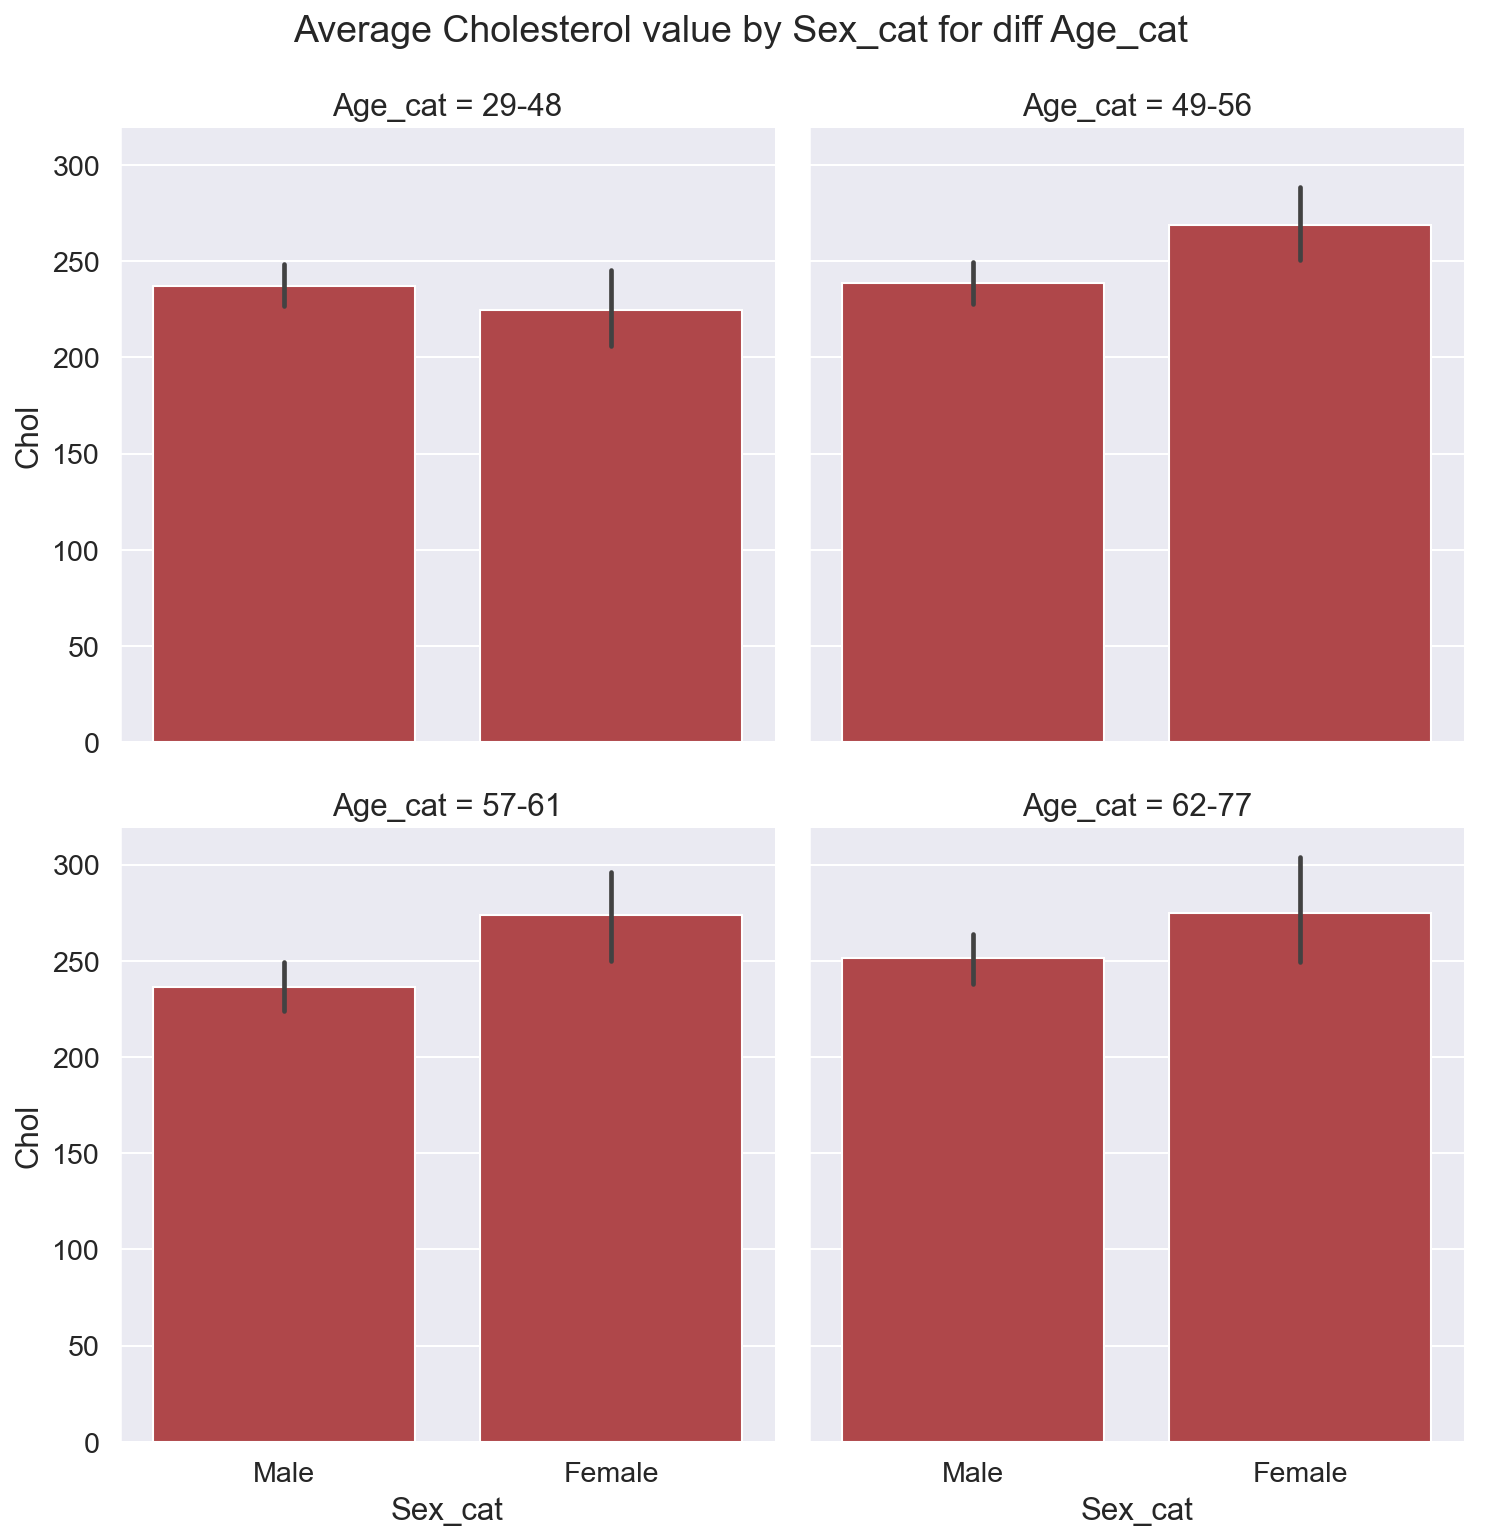 Average Cholesterol value by Sex_cat for diff Age_cat
Age_cat = 29-48
Age_cat = 49-56
300
250
200
150
100
50
0
Chol
Age_cat = 57-61
Age_cat = 62-77
300
250
200
150
100
50
0
Chol
Male
Female
Male
Female
Sex_cat
Sex_cat